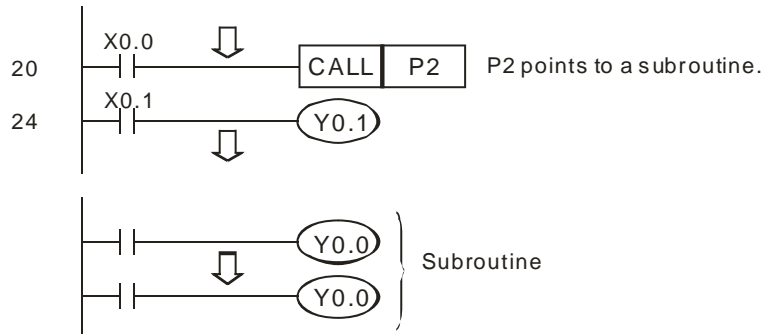 X0.0
20 CALL P2 P2 points to a subroutine.
X0.1
24 Y0.1
Y0.0
Subroutine
Y0.0